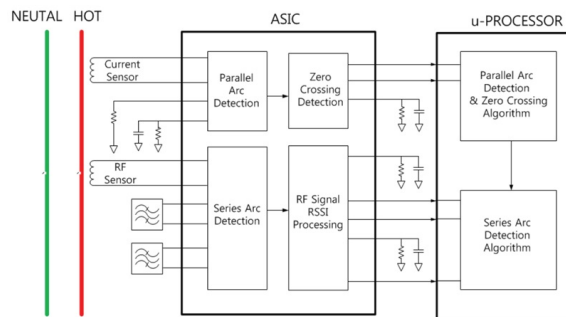 NEUTAL HOT
ASIC
u-PROCESSOR
Current
Sensor
Parallel
Arc
Detection
Zero
Crossing
Detection
Parallel Arc
Detection
& Zero Crossing
Algorithm
RF
Sensor
Series Arc
Detection
RF Signal
RSSI
Processing
Series Arc
Detection
Algorithm